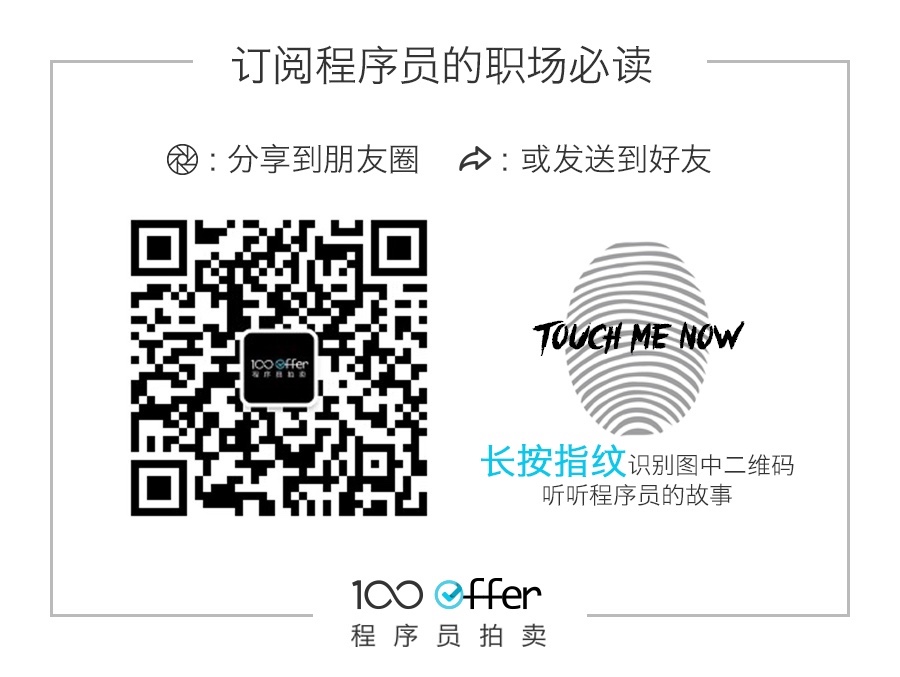 订阅程序员的职场必读
：分享到朋友圈 ：或发送到好友
100 offer
程序员拍卖
TOUCH ME NOW
长按指纹识别图中二维码
听听程序员的故事
100 offer
程序员拍卖